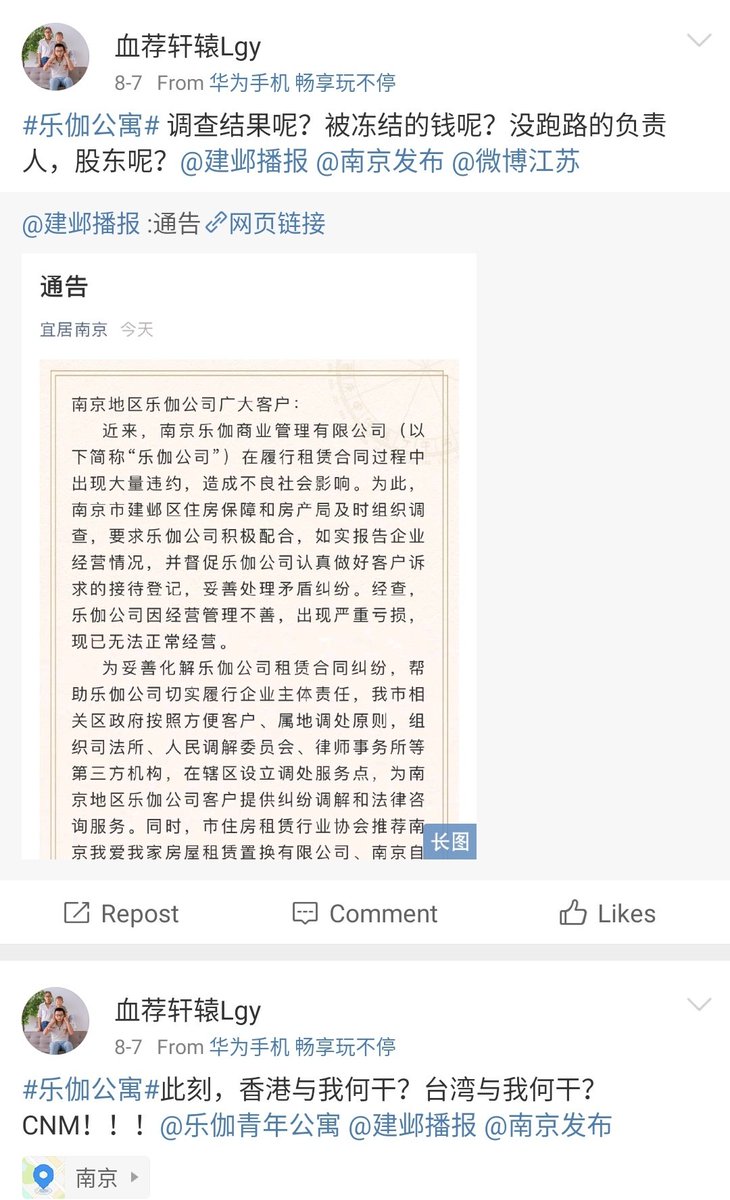 血荐轩辕Lgy
8-7 From 华为手机 畅享玩不停
#乐伽公寓# 调查结果呢？被冻结的钱呢？没跑路的负责
人，股东呢？@建邺播报 @南京发布 @微博江苏
@建邺播报 :通告 网页链接
通告
宜居南京 今天
南京地区乐伽公司广大客户：
近来，南京乐伽商业管理有限公司（以
下简称“乐伽公司”）在履行租赁合同过程中
出现大量违约，造成不良社会影响。为此，
南京市建邺区住房保障和房产局及时组织调
查，要求乐伽公司积极配合，如实报告企业
经营情况，并督促乐伽公司认真做好客户诉
求的接待登记，妥善处理矛盾纠纷。经查，
乐伽公司因经营管理不善，出现严重亏损，
现已无法正常经营。
为妥善化解乐伽公司租赁合同纠纷，帮
助乐伽公司切实履行企业主体责任，我市相
关区政府按照方便客户、属地调处原则，组
织司法所、人民调解委员会、律师事务所等
第三方机构，在辖区设立调处服务点，为南
京地区乐伽公司客户提供纠纷调解和法律咨
询服务。同时，市住房租赁行业协会推荐南
京我爱我家房屋租赁置换有限公司、南京自
长图
Repost Comment Likes
血荐轩辕Lgy
8-7 From 华为手机 畅享玩不停
#乐伽公寓#此刻，香港与我何干？台湾与我何干？
CNM！！！@乐伽青年公寓 @建邺播报 @南京发布
南京